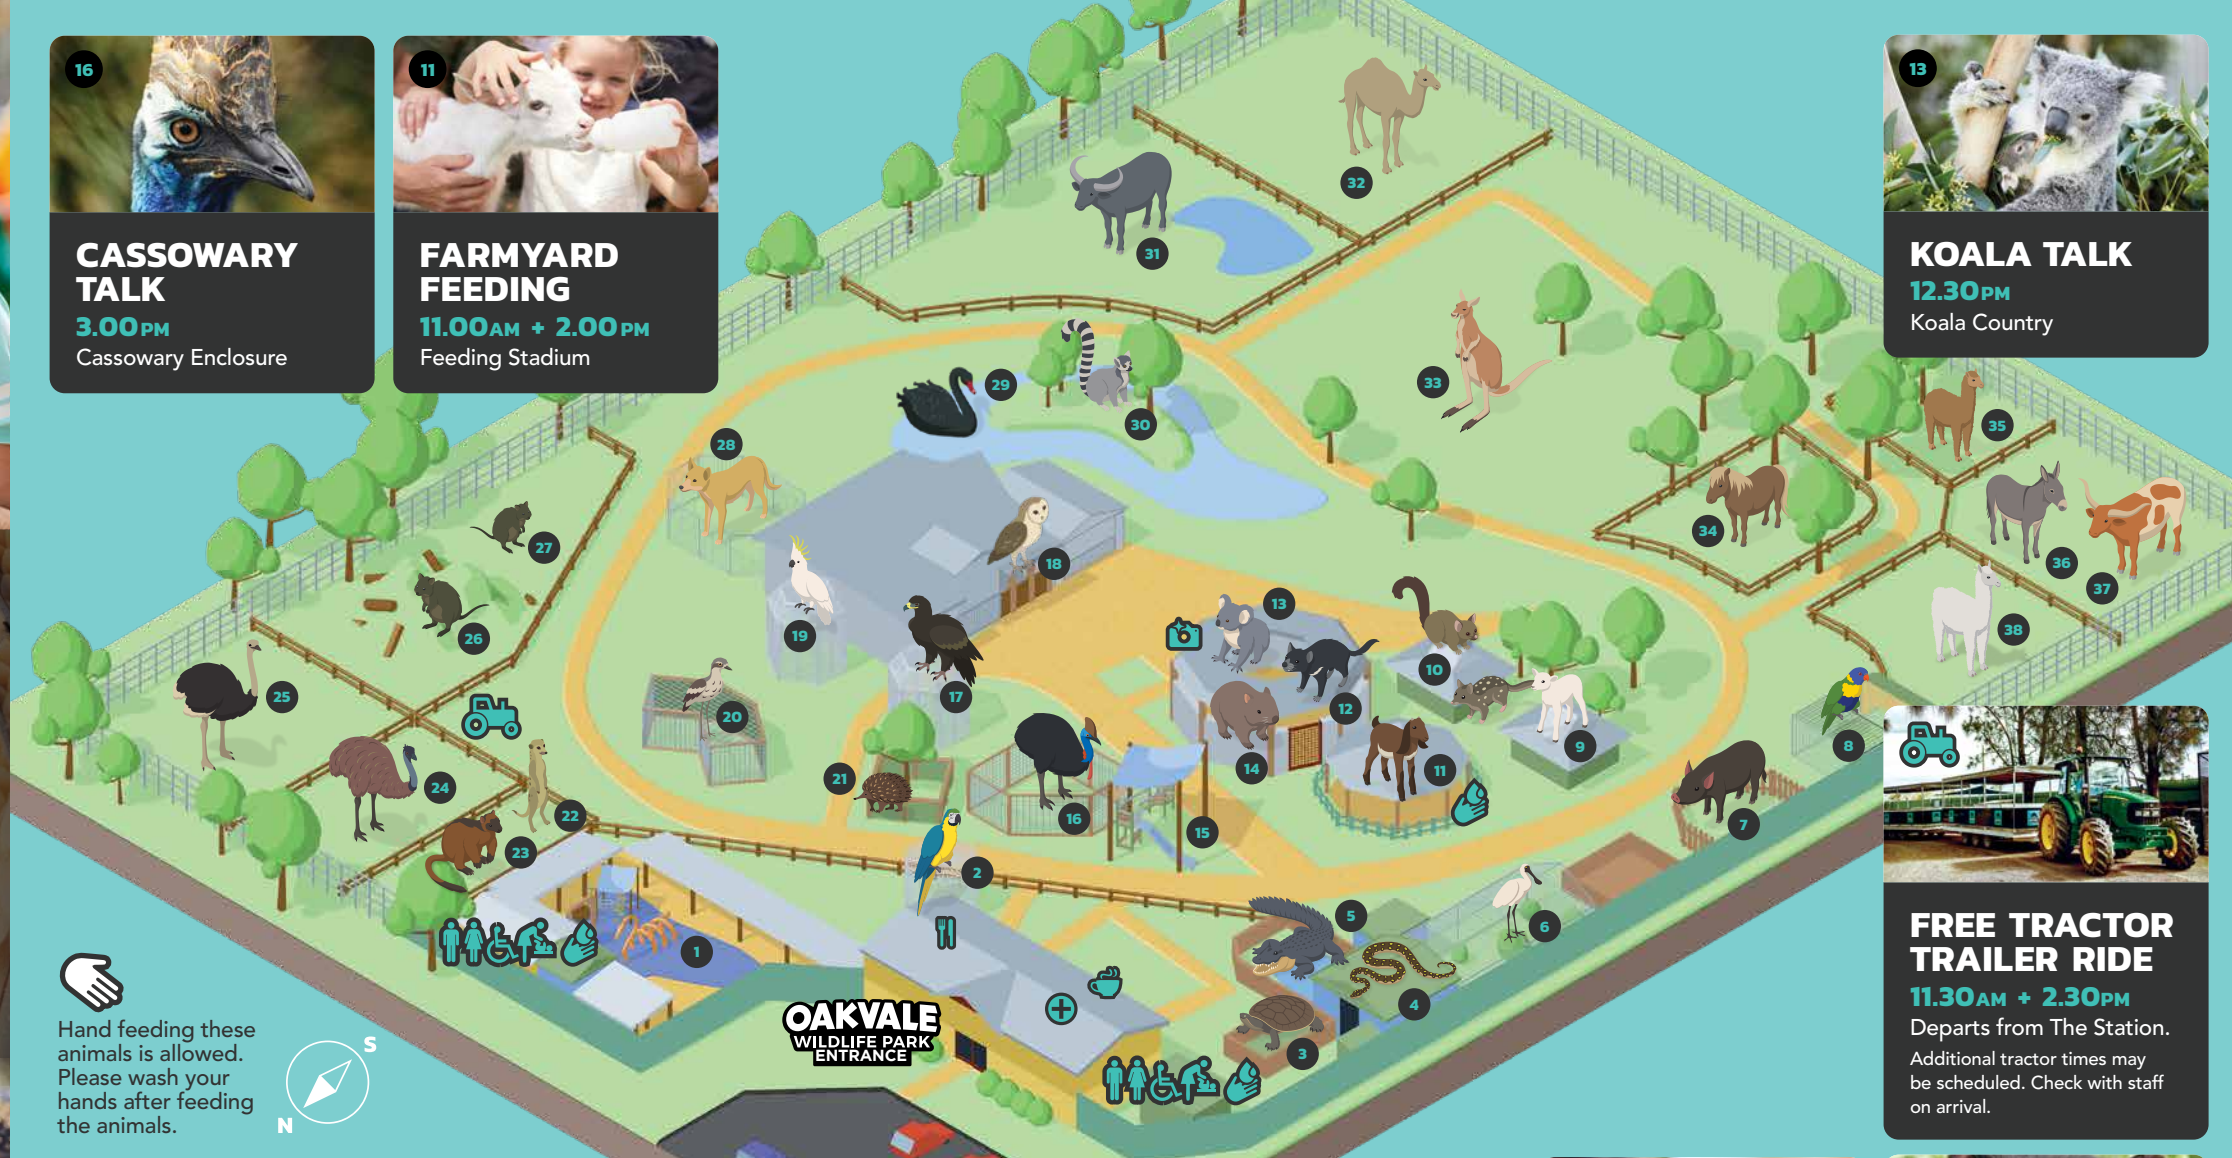 16
CASSOWARY
TALK
3.00PM
Cassowary Enclosure
11
FARMYARD
FEEDING
11.00AM + 2.00PM
Feeding Stadium
13
KOALA TALK
12.30PM
Koala Country
32
31
33
29
30
28
35
34
36
37
38
27
26
25
24
22
23
18
19
17
20
21
13
12
14
10
9
11
16
15
8
7
2
1
5
6
4
3
OAKVALE
WILDLIFE PARK
ENTRANCE
Hand feeding these
animals is allowed.
Please wash your
hands after feeding
the animals.
S
N
FREE TRACTOR
TRAILER RIDE
11.30AM + 2.30PM
Departs from The Station.
Additional tractor times may
be scheduled. Check with staff
on arrival.